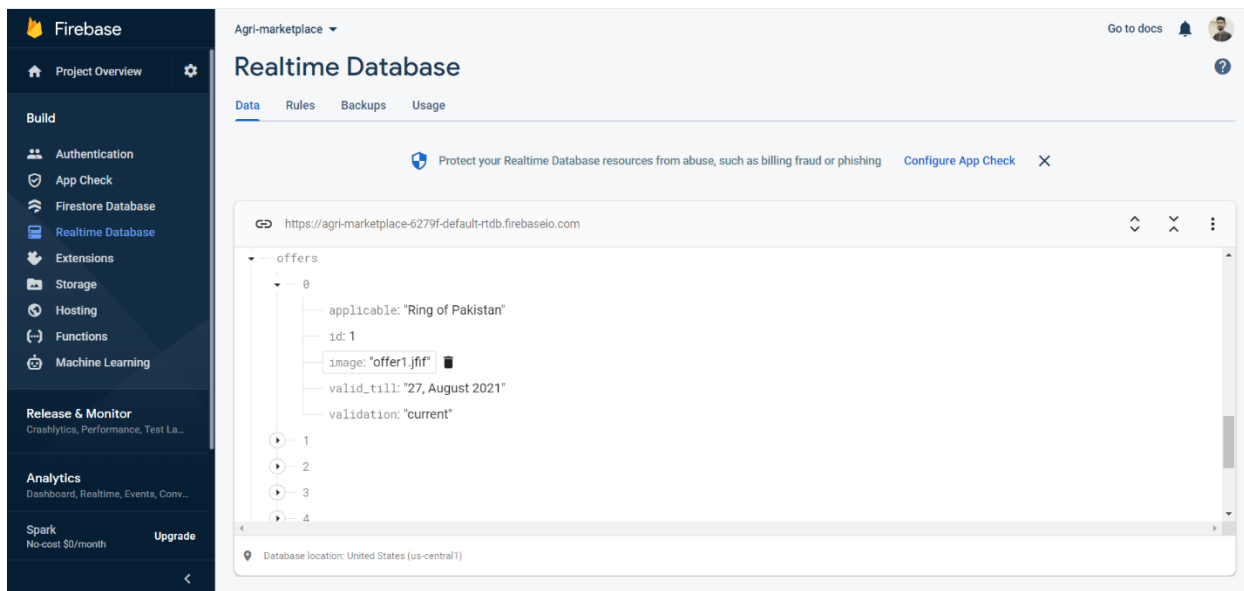 Firebase
Project Overview
Build
Authentication
App Check
Firestore Database
Realtime Database
Extensions
Storage
Hosting
Functions
Machine Learning
Release & Monitor
Crashlytics, Performance, Test La...
Analytics
Dashboard, Realtime, Events, Conv...
Spark
No-cost $0/month
Upgrade
Agri-marketplace
Go to docs
Realtime Database
Data Rules Backups Usage
Protect your Realtime Database resources from abuse, such as billing fraud or phishing Configure App Check
https://agri-marketplace-6279f-default-rtdb.firebaseio.com
offers
0
applicable: "Ring of Pakistan"
id: 1
image: "offer1.jfif"
valid_till: "27, August 2021"
validation: "current"
1
2
3
4
Database location: United States (us-central1)